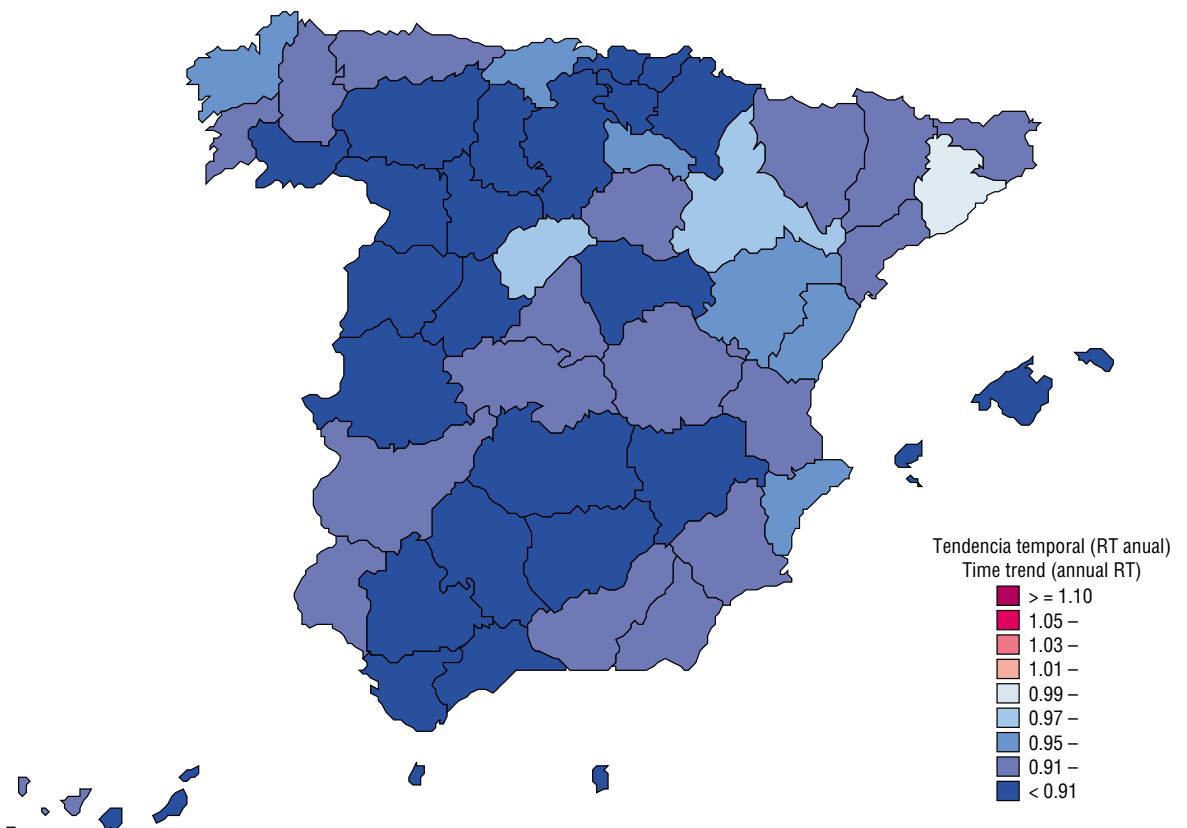 Tendencia temporal (RT anual)
Time trend (annual RT)
> = 1.10
1.05 –
1.03 –
1.01 –
0.99 –
0.97 –
0.95 –
0.91 –
< 0.91